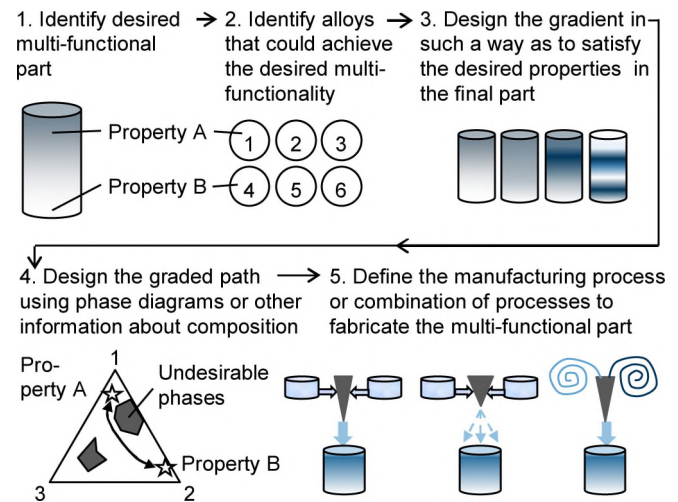 1. Identify desired
multi-functional
part
2. Identify alloys
that could achieve
the desired multi-
functionality
3. Design the gradient in
such a way as to satisfy
the desired properties in
the final part
Property A
1 2 3
Property B
4 5 6
4. Design the graded path
using phase diagrams or other
information about composition
5. Define the manufacturing process
or combination of processes to
fabricate the multi-functional part
Pro-
perty A
1
Undesirable
phases
Property B
3
2